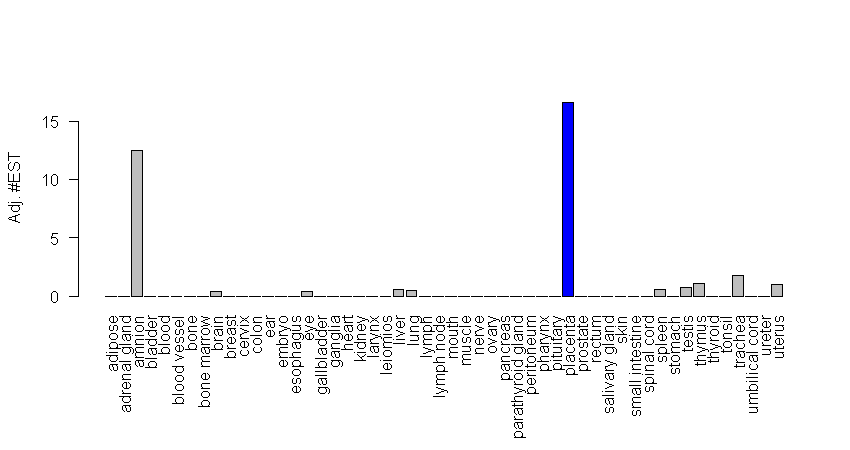 15
10
5
0
Adj. #EST
adipose
adrenal gland
amnion
bladder
blood
blood vessel
bone
bone marrow
brain
breast
cervix
colon
ear
embryo
esophagus
eye
gallbladder
ganglia
heart
kidney
larynx
leiomios
liver
lung
lymph
lymph node
mouth
muscle
nerve
ovary
pancreas
parathyroid gland
peritoneum
pharynx
pituitary
placenta
prostate
rectum
salivary gland
skin
small intestine
spinal cord
spleen
stomach
testis
thymus
thyroid
tonsil
trachea
umbilical cord
ureter
uterus